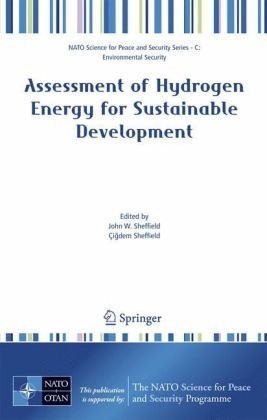 NATO Science for Peace and Security Series - C:
Environmental Security
Assessment of Hydrogen
Energy for Sustainable
Development
Edited by
John W. Sheffield
Çiğdem Sheffield
Springer
NATO
OTAN
This publication
is supported by:
The NATO Science for Peace
and Security Programme